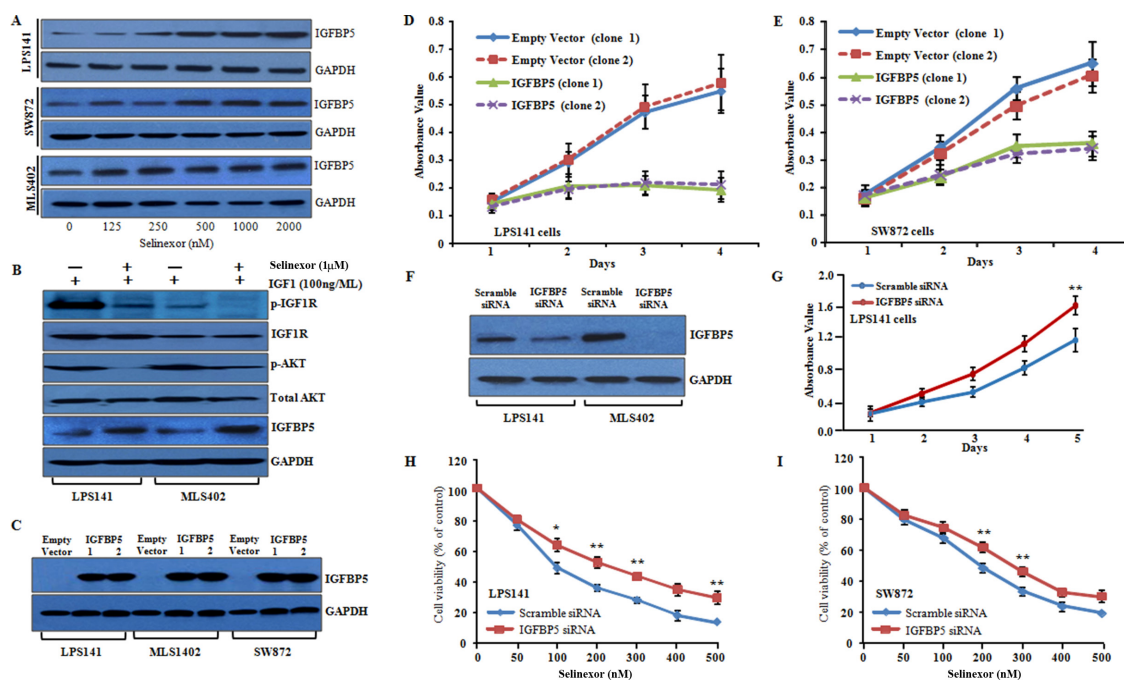 A
LPS141
IGFBP5
GAPDH
SW872
IGFBP5
GAPDH
MLS402
IGFBP5
GAPDH
0 125 250 500 1000 2000
Selinexor (nM)
B
— + — + Selinexor (1μM)
+ + + + IGF1 (100ng/ML)
p-IGF1R
IGF1R
p-AKT
Total AKT
IGFBP5
GAPDH
LPS141 MLS402
C
Empty Vector IGFBP5 1 2 Empty Vector IGFBP5 1 2 Empty Vector IGFBP5 1 2
IGFBP5
GAPDH
LPS141 MLS1402 SW872
D
Empty Vector (clone 1)
Empty Vector (clone 2)
IGFBP5 (clone 1)
IGFBP5 (clone 2)
Absorbance Value
0.8
0.7
0.6
0.5
0.4
0.3
0.2
0.1
0
LPS141 cells
1 2 3 4
Days
E
Empty Vector (clone 1)
Empty Vector (clone 2)
IGFBP5 (clone 1)
IGFBP5 (clone 2)
Absorbance Value
0.8
0.7
0.6
0.5
0.4
0.3
0.2
0.1
0
SW872 cells
1 2 3 4
Days
F
Scramble siRNA IGFBP5 siRNA Scramble siRNA IGFBP5 siRNA
IGFBP5
GAPDH
LPS141 MLS402
G
Scramble siRNA
IGFBP5 siRNA
LPS141 cells
**
Absorbance Value
2.0
1.6
1.2
0.8
0.4
0.0
1 2 3 4 5
Days
H
Cell viability (% of control)
120
100
80
60
40
20
0
* ** ** **
LPS141
Scramble siRNA
IGFBP5 siRNA
0 50 100 200 300 400 500
Selinexor (nM)
I
Cell viability (% of control)
120
100
80
60
40
20
0
** **
SW872
Scramble siRNA
IGFBP5 siRNA
0 50 100 200 300 400 500
Selinexor (nM)